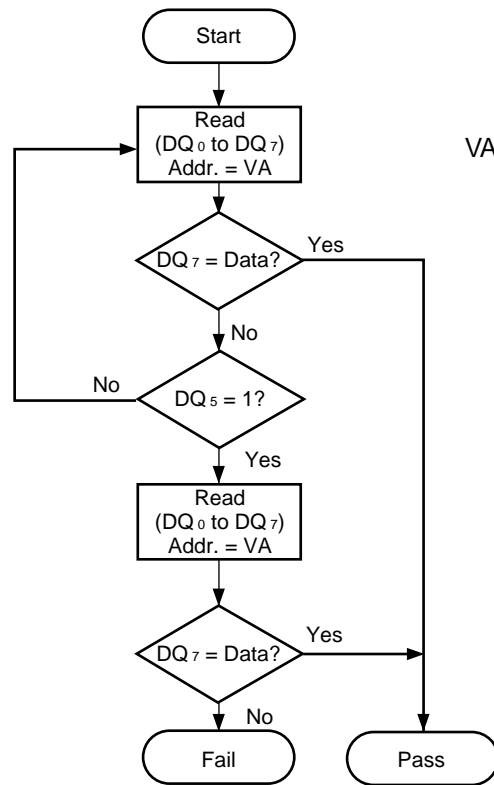 Start
Read
(DQ0 to DQ7)
Addr. = VA
VA
DQ7 = Data?
Yes
No
No
DQ5 = 1?
Yes
Read
(DQ0 to DQ7)
Addr. = VA
DQ7 = Data?
Yes
No
Fail
Pass